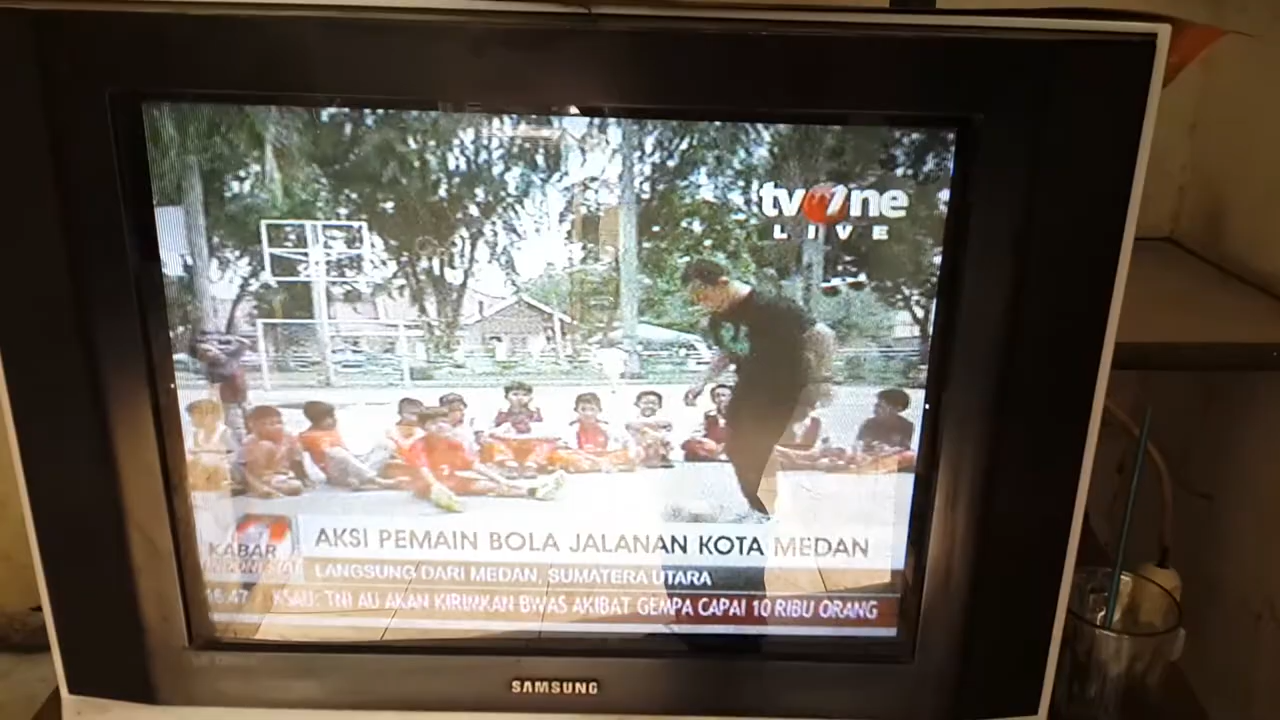 tvOne
LIVE
AKSI PEMAIN BOLA JALANAN KOTA MEDAN
KABAR
INDONESIA
LANGSUNG DARI MEDAN, SUMATERA UTARA
16:47 KSAU: TNI AU AKAN KIRIMKAN AKIBAT GEMPA CAPAI 10 RIBU ORANG
SAMSUNG